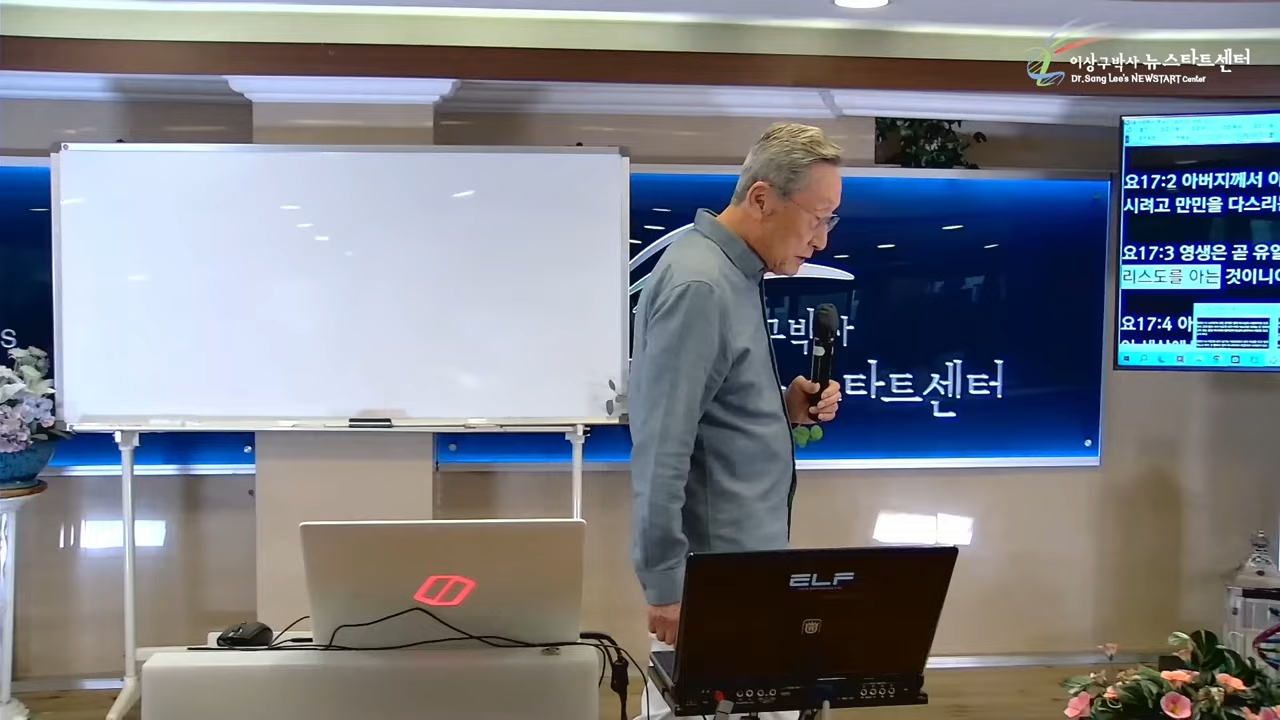 이상구박사 뉴스타트센터
Dr. Sang Lee's NEWSTART Center
요17:2 아버지께서
시려고 만민을 다스리
요17:3 영생은 곧 유일
리스도를 아는 것이니
요17:4
S
박사
타트센터
ELF